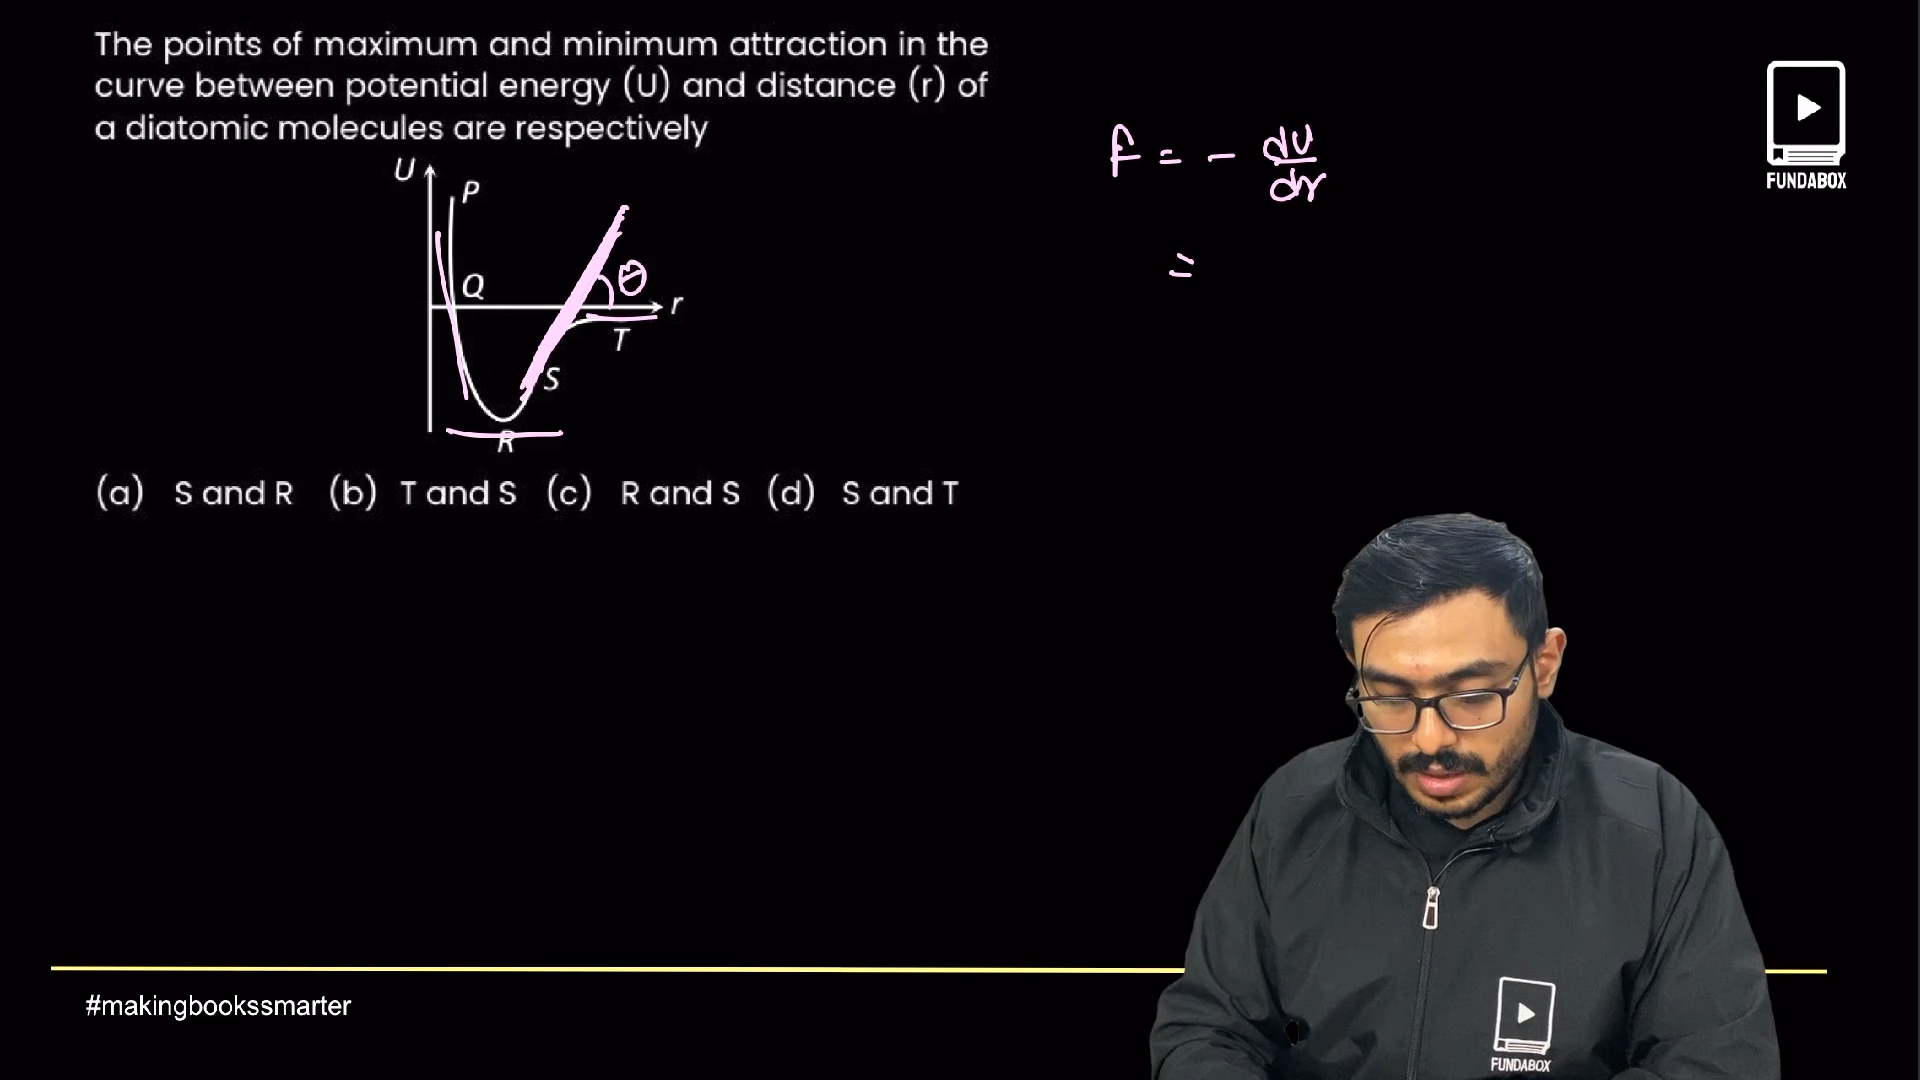 The points of maximum and minimum attraction in the
curve between potential energy (U) and distance (r) of
a diatomic molecules are respectively
U
P
Q
θ
r
T
S
R
F = - dU/dr
=
(a) S and R (b) T and S (c) R and S (d) S and T
FUNDABOX
#makingbookssmarter
FUNDABOX